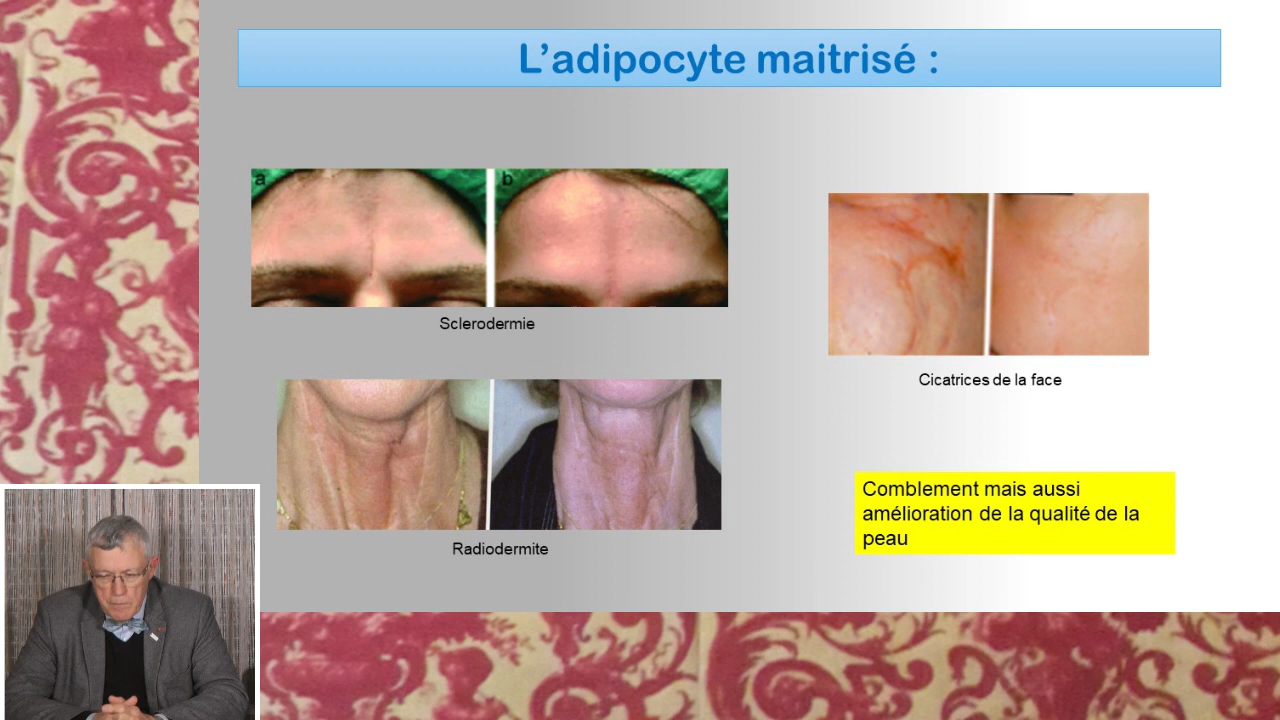 L’adipocyte maitrisé :
a
b
Sclerodermie
Cicatrices de la face
Radiodermite
Comblement mais aussi
amélioration de la qualité de la
peau